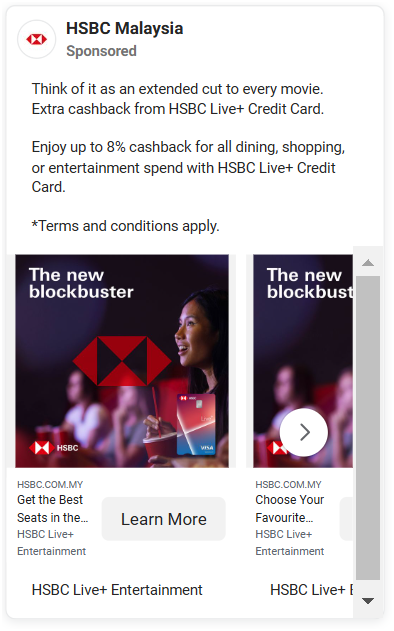 HSBC Malaysia
Sponsored
Think of it as an extended cut to every movie.
Extra cashback from HSBC Live+ Credit Card.
Enjoy up to 8% cashback for all dining, shopping,
or entertainment spend with HSBC Live+ Credit
Card.
*Terms and conditions apply.
The new
blockbuster
HSBC
VISA
HSBC.COM.MY
Get the Best
Seats in the...
HSBC Live+
Entertainment
Learn More
HSBC Live+ Entertainment
The new
blockbust
HSBC
HSBC.COM.MY
Choose Your
Favourite...
HSBC Live+
Entertainment
HSBC Live+ E